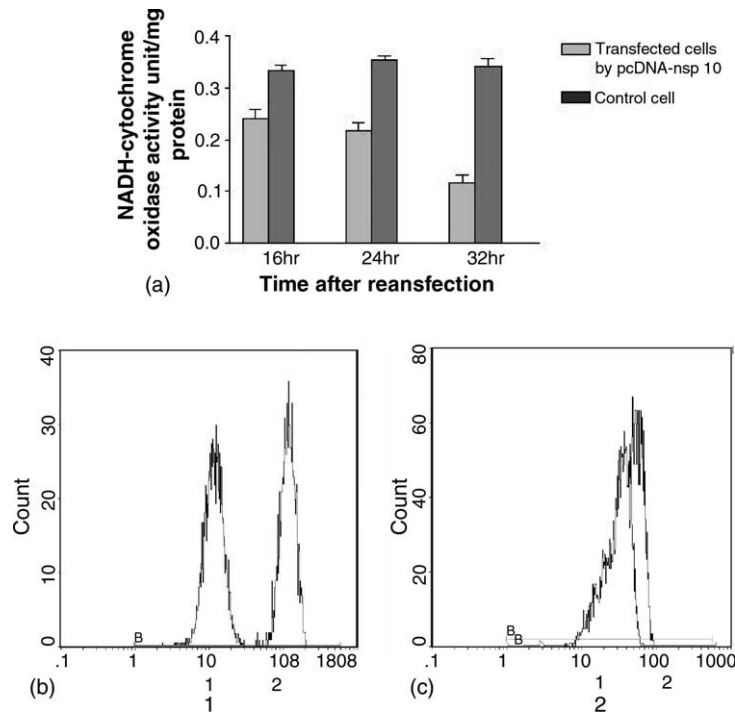 NADH-cytochrome
oxidase activity unit/mg
protein
0.4
0.3
0.2
0.1
0.0
16hr 24hr 32hr
Time after reansfection
(a)
Transfected cells
by pcDNA-nsp 10
Control cell
Count
40
30
20
10
0
B
.1 1 10 108 1808
1 2
1
(b)
Count
80
60
40
20
0
B
B
.1 1 10 100 1000
1 2
2
(c)